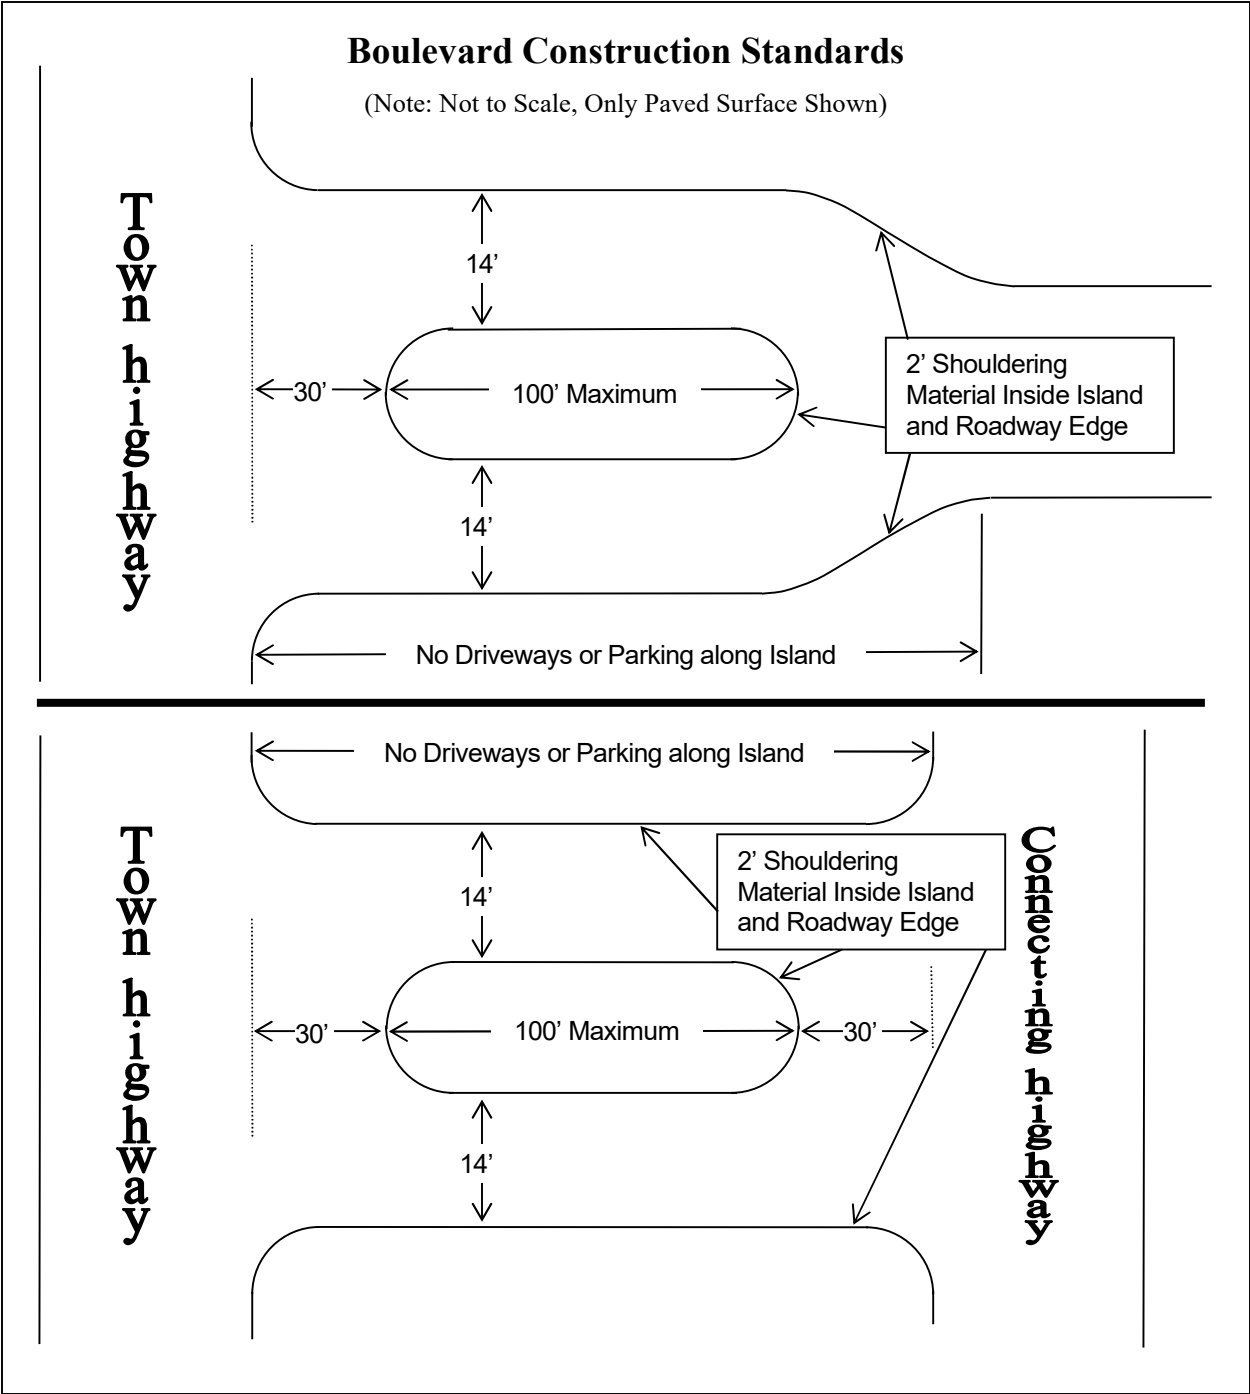 Boulevard Construction Standards
(Note: Not to Scale, Only Paved Surface Shown)
Town highway
14’
30’
100’ Maximum
2’ Shouldering
Material Inside Island
and Roadway Edge
14’
No Driveways or Parking along Island
No Driveways or Parking along Island
Town highway
14’
2’ Shouldering
Material Inside Island
and Roadway Edge
Connecting highway
30’
100’ Maximum
30’
14’